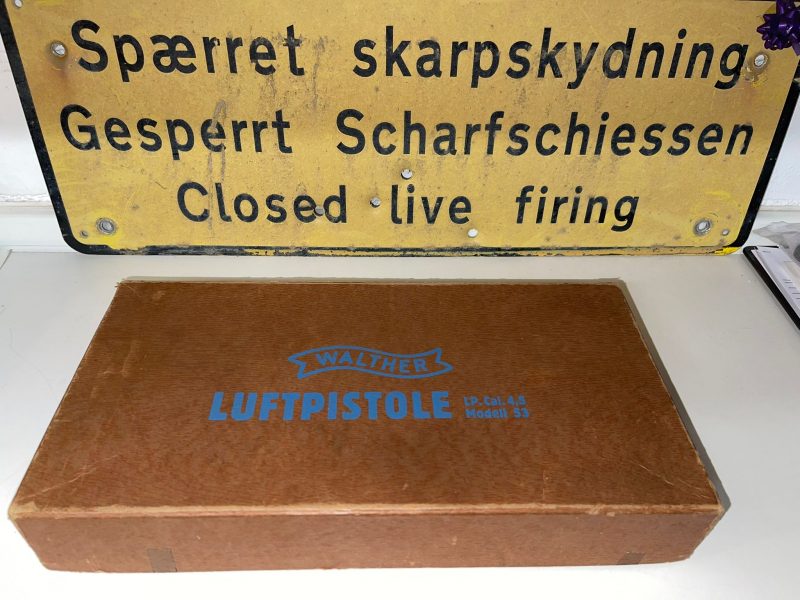 Spærret skarpskydning
Gesperrt Scharfschiessen
Closed live firing
WALTHER
LUFTPISTOLE
LP. Cal. 4,5
Modell 53